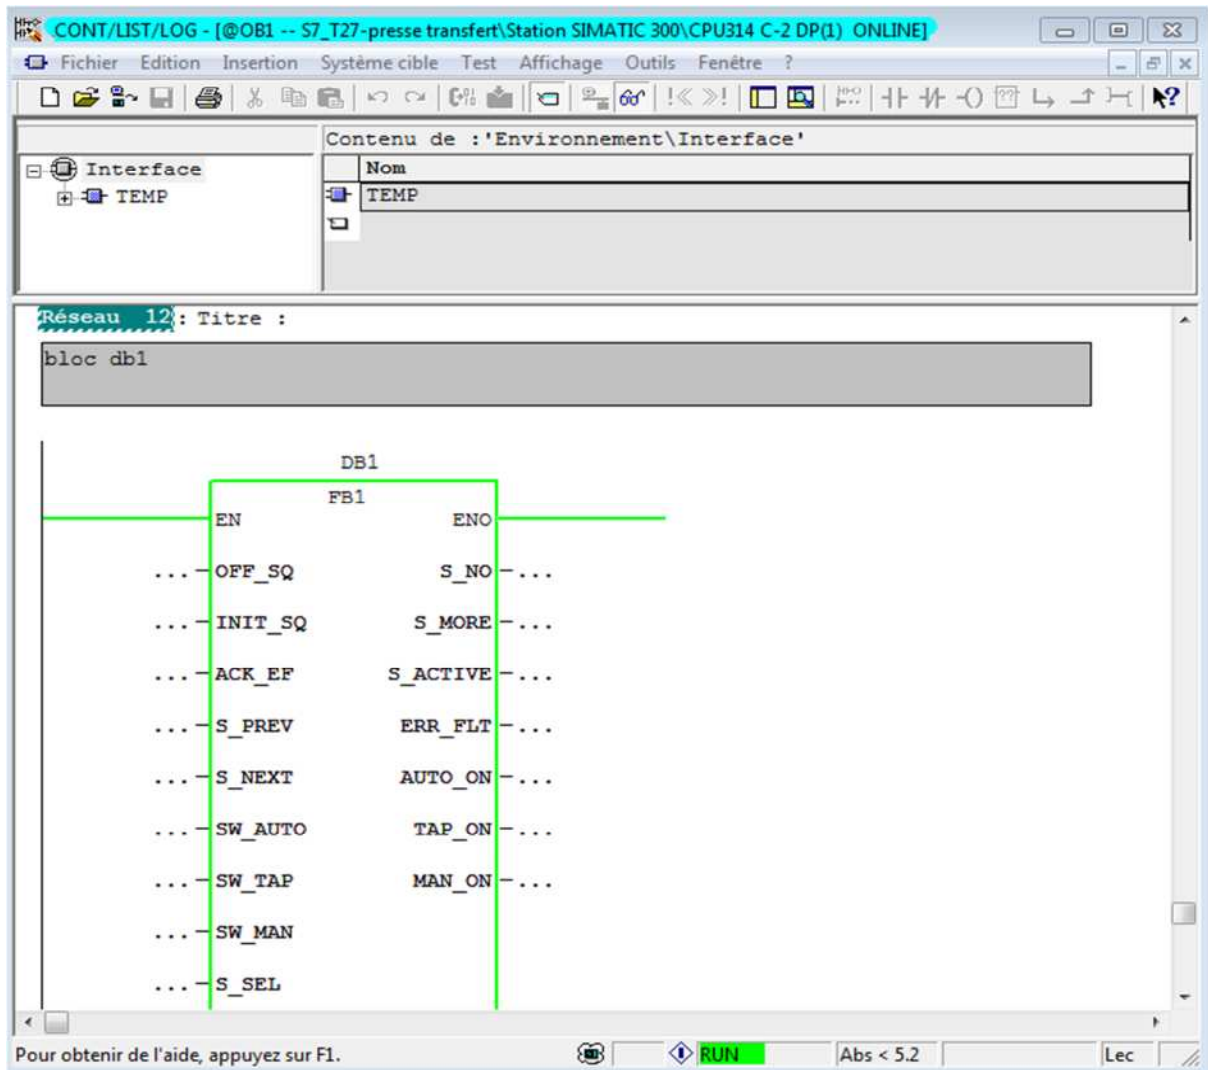 CONT/LIST/LOG - [@OB1 -- S7_T27-presse transfert\Station SIMATIC 300\CPU314 C-2 DP(1) ONLINE]
Fichier Edition Insertion Système cible Test Affichage Outils Fenêtre ?
Contenu de :'Environnement\Interface'
Interface
TEMP
Nom
TEMP
Réseau 12: Titre :
bloc db1
DB1
FB1
EN ENO
... OFF_SQ S_NO ...
... INIT_SQ S_MORE ...
... ACK_EF S_ACTIVE ...
... S_PREV ERR_FLT ...
... S_NEXT AUTO_ON ...
... SW_AUTO TAP_ON ...
... SW_TAP MAN_ON ...
... SW_MAN
... S_SEL
Pour obtenir de l'aide, appuyez sur F1. RUN Abs < 5.2 Lec